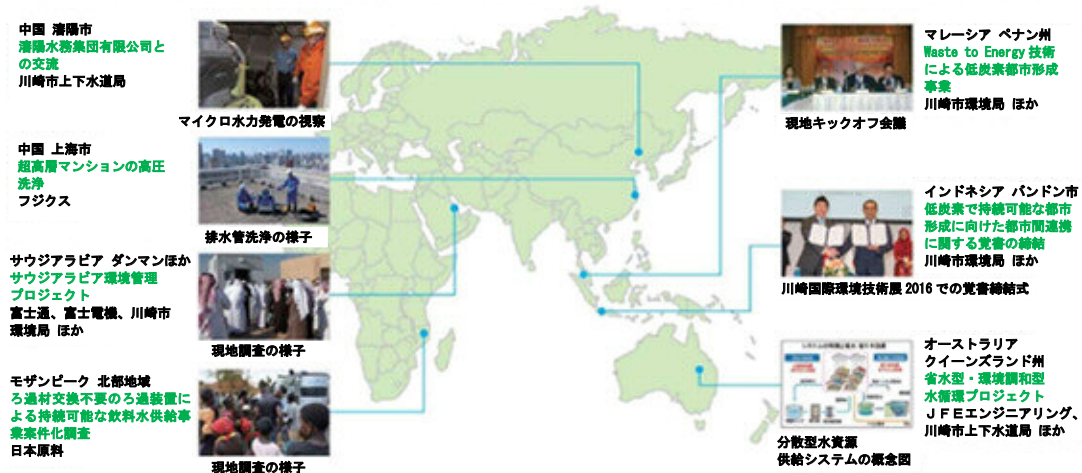 中国 瀋陽市
瀋陽水務集団有限公司と
の交流
川崎市上下水道局
マイクロ水力発電の視察
中国 上海市
超高層マンションの高圧
洗浄
フジクス
排水管洗浄の様子
サウジアラビア ダンマンほか
サウジアラビア環境管理
プロジェクト
富士通、富士電機、川崎市
環境局 ほか
現地調査の様子
モザンビーク 北部地域
ろ過材交換不要のろ過装置に
よる持続可能な飲料水供給事
業案件化調査
日本原料
現地調査の様子
マレーシア ペナン州
Waste to Energy技術
による低炭素都市形成
事業
川崎市環境局 ほか
現地キックオフ会議
インドネシア バンドン市
低炭素で持続可能な都市
形成に向けた都市間連携
に関する覚書の締結
川崎市環境局 ほか
川崎国際環境技術展2016での覚書締結式
オーストラリア
クイーンズランド州
省水型・環境調和型
水循環プロジェクト
JFEエンジニアリング、
川崎市上下水道局 ほか
分散型水資源
供給システムの概念図